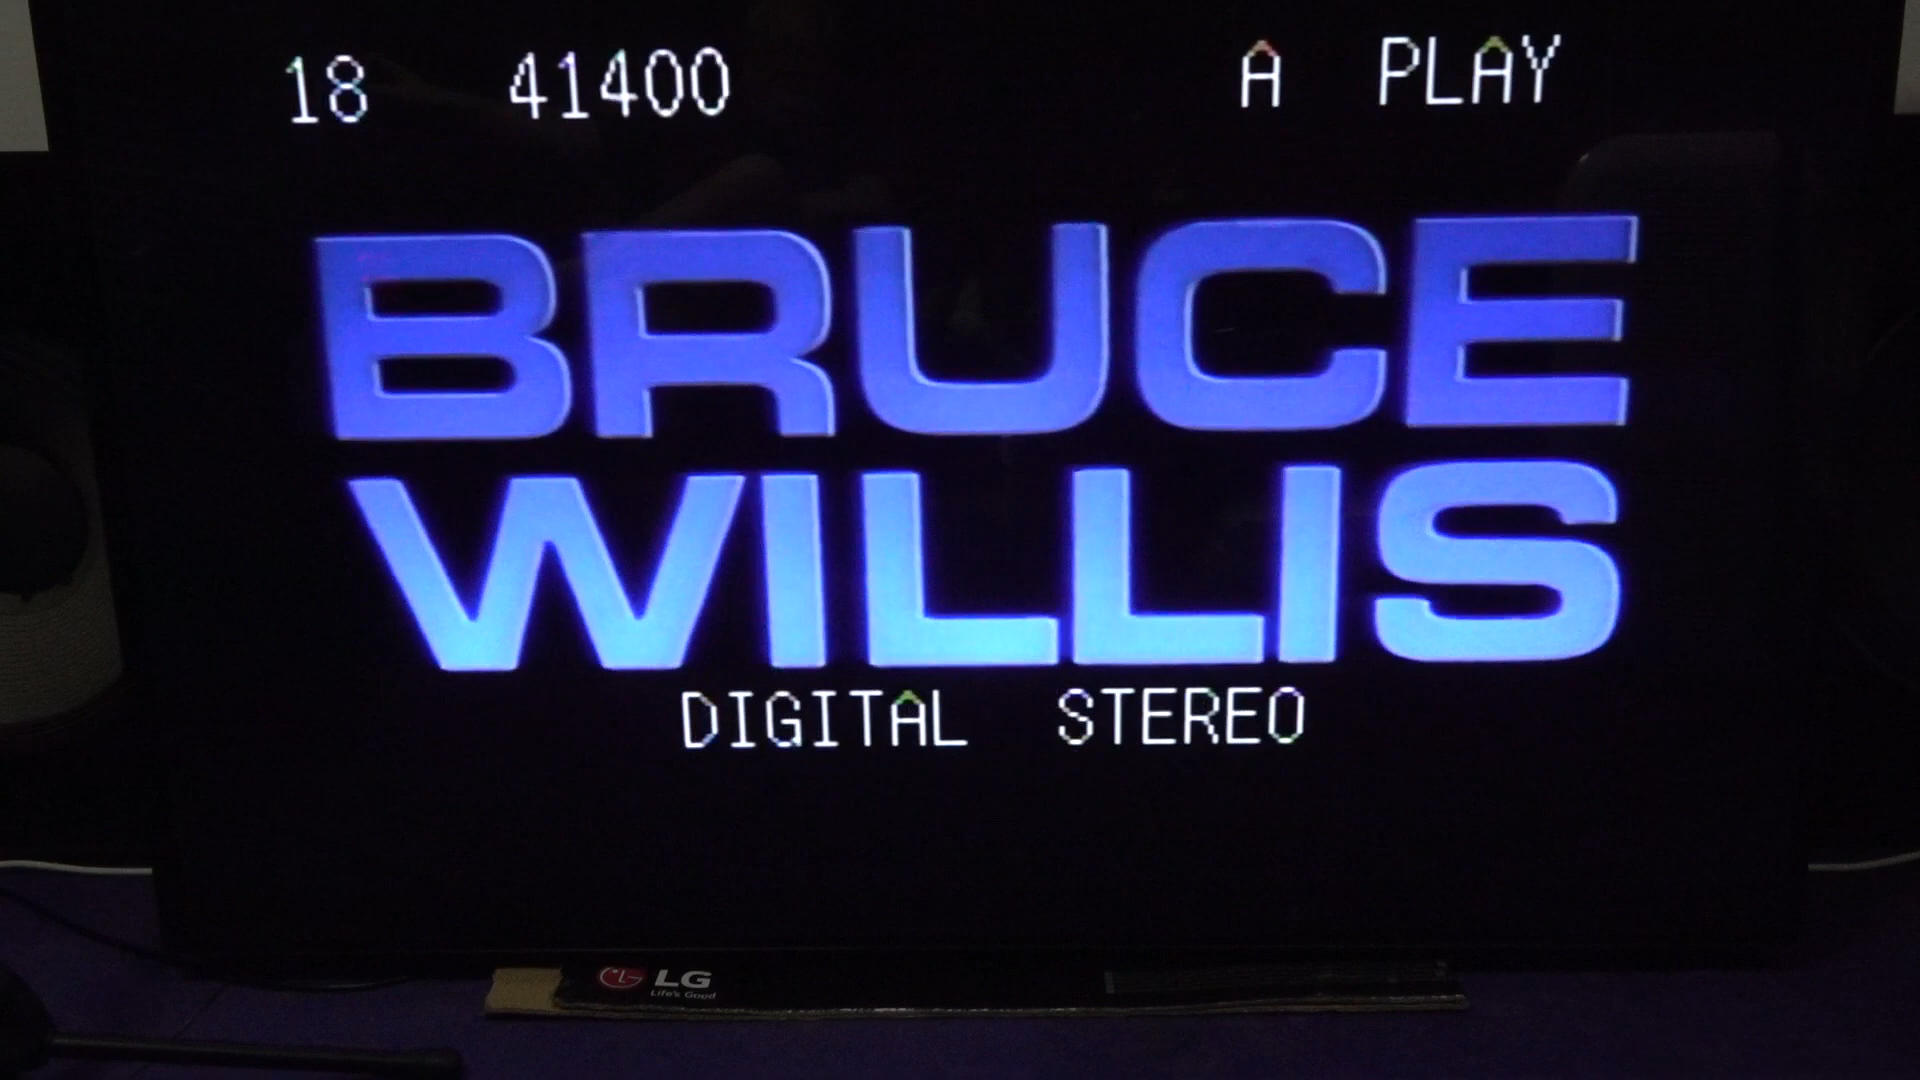 18 41400 A PLAY
BRUCE
WILLIS
DIGITAL STEREO
LG
Life's Good